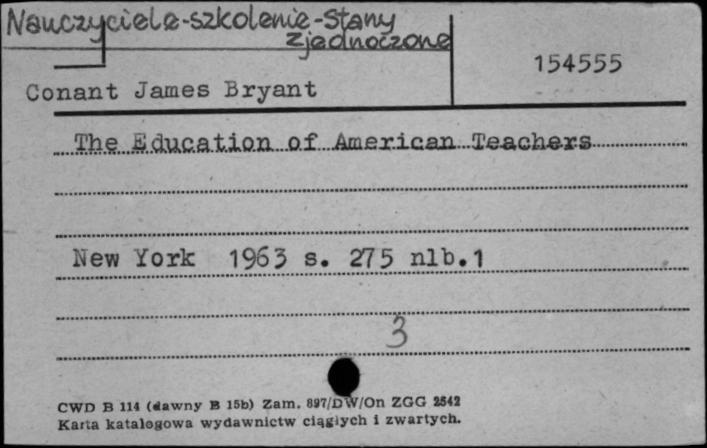 Nauczyciele-szkolenie-Stany
Zjednoczone
154555
Conant James Bryant
The Education of American Teachers
New York 1963 s. 275 nlb.1
3
CWD B 114 (dawny B 15b) Zam. 897/DW/On ZGG 2542
Karta katalogowa wydawnictw ciągłych i zwartych.